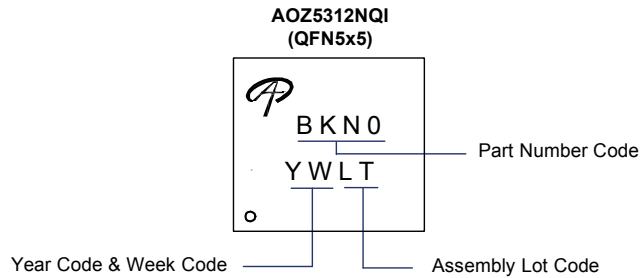 AOZ5312NQI
(QFN5x5)
BKN0
Part Number Code
YWLT
Year Code & Week Code
Assembly Lot Code